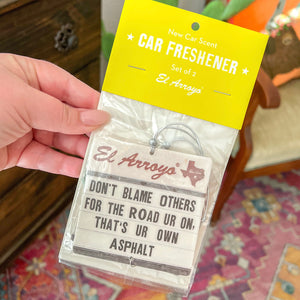 New Car Scent
CAR FRESHENER
Set of 2
El Arroyo®
El Arroyo®
DON'T BLAME OTHERS
FOR THE ROAD UR ON,
THAT'S UR OWN
ASPHALT